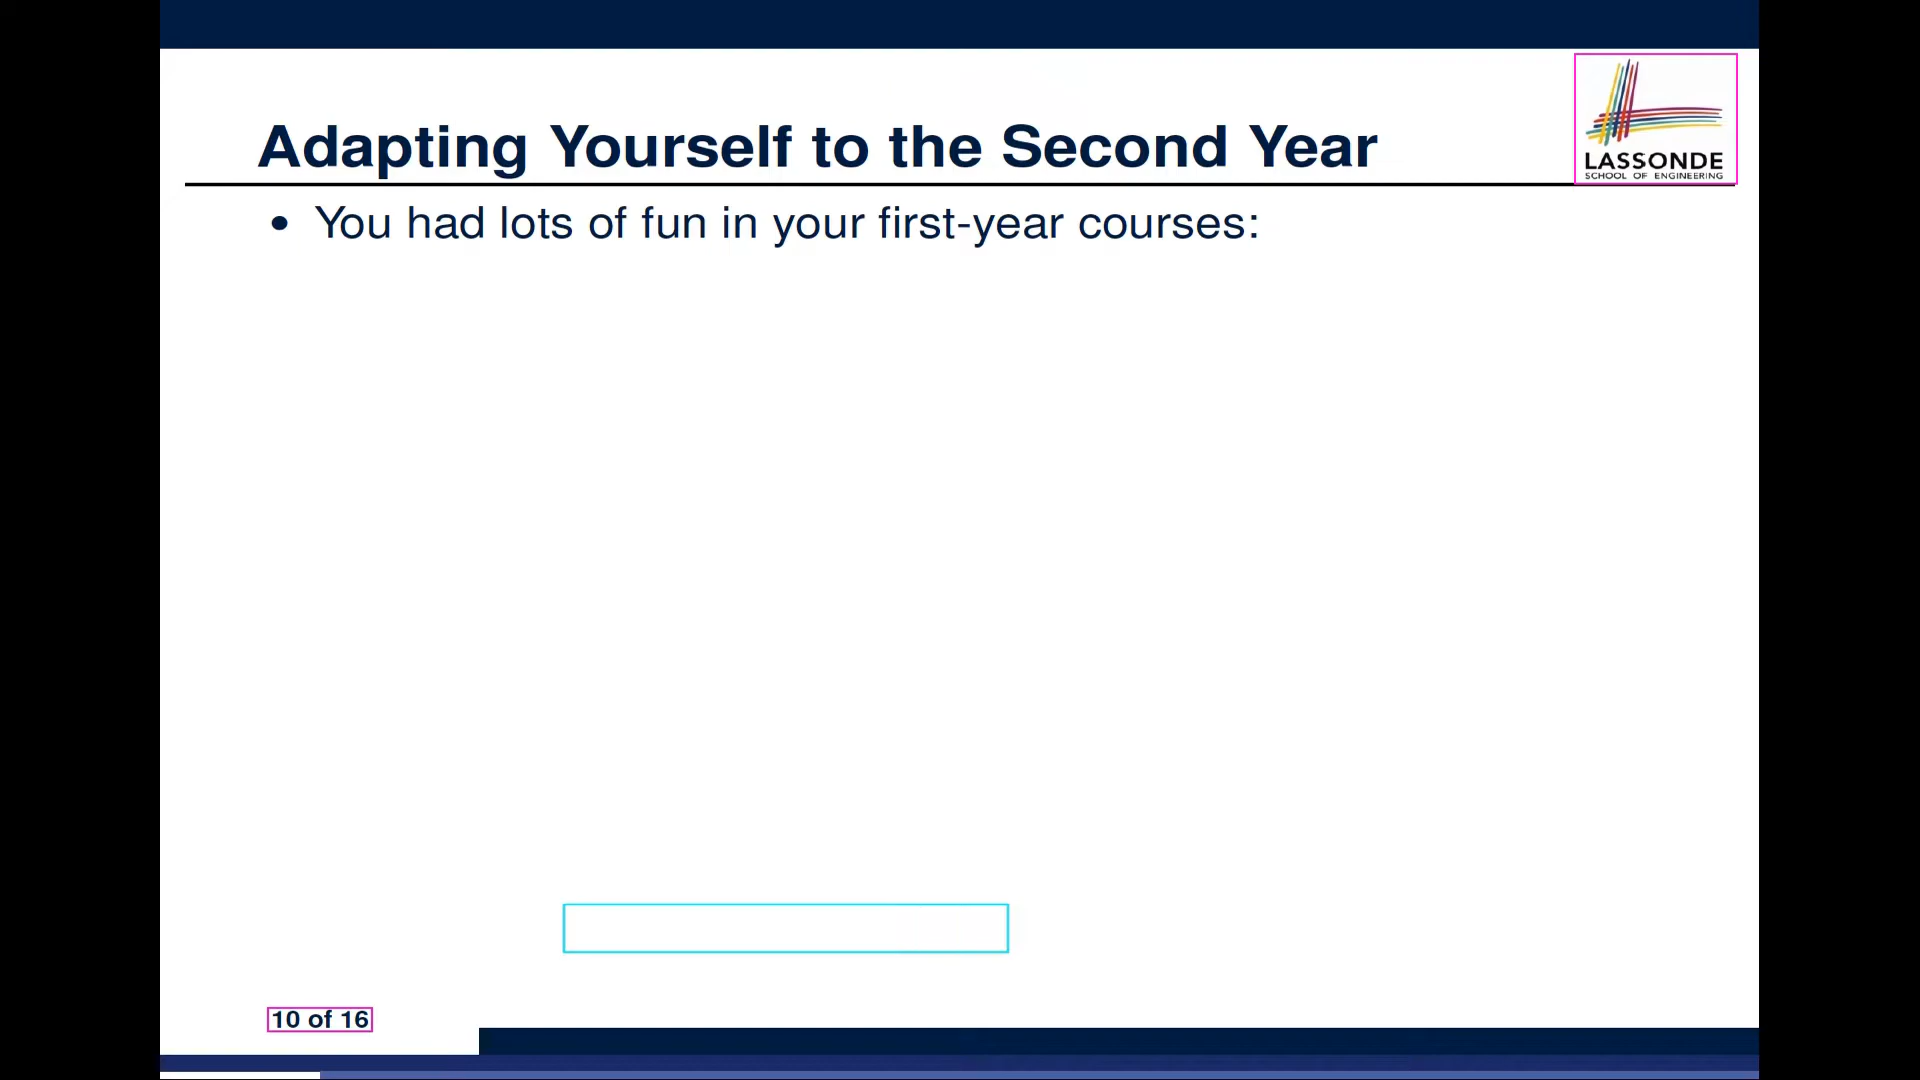 Adapting Yourself to the Second Year
LASSONDE
SCHOOL OF ENGINEERING
• You had lots of fun in your first-year courses:
10 of 16